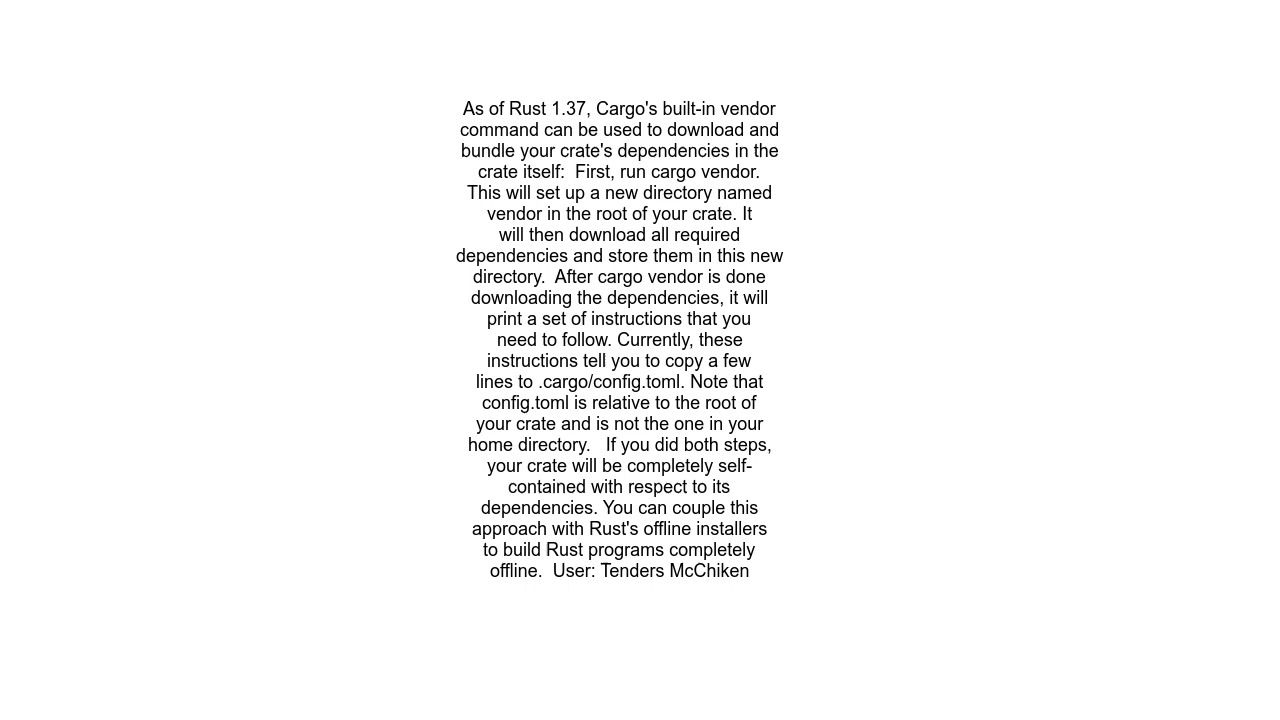 As of Rust 1.37, Cargo's built-in vendor
command can be used to download and
bundle your crate's dependencies in the
crate itself:  First, run cargo vendor.
This will set up a new directory named
vendor in the root of your crate. It
will then download all required
dependencies and store them in this new
directory.  After cargo vendor is done
downloading the dependencies, it will
print a set of instructions that you
need to follow. Currently, these
instructions tell you to copy a few
lines to .cargo/config.toml. Note that
config.toml is relative to the root of
your crate and is not the one in your
home directory.   If you did both steps,
your crate will be completely self-
contained with respect to its
dependencies. You can couple this
approach with Rust's offline installers
to build Rust programs completely
offline.  User: Tenders McChiken